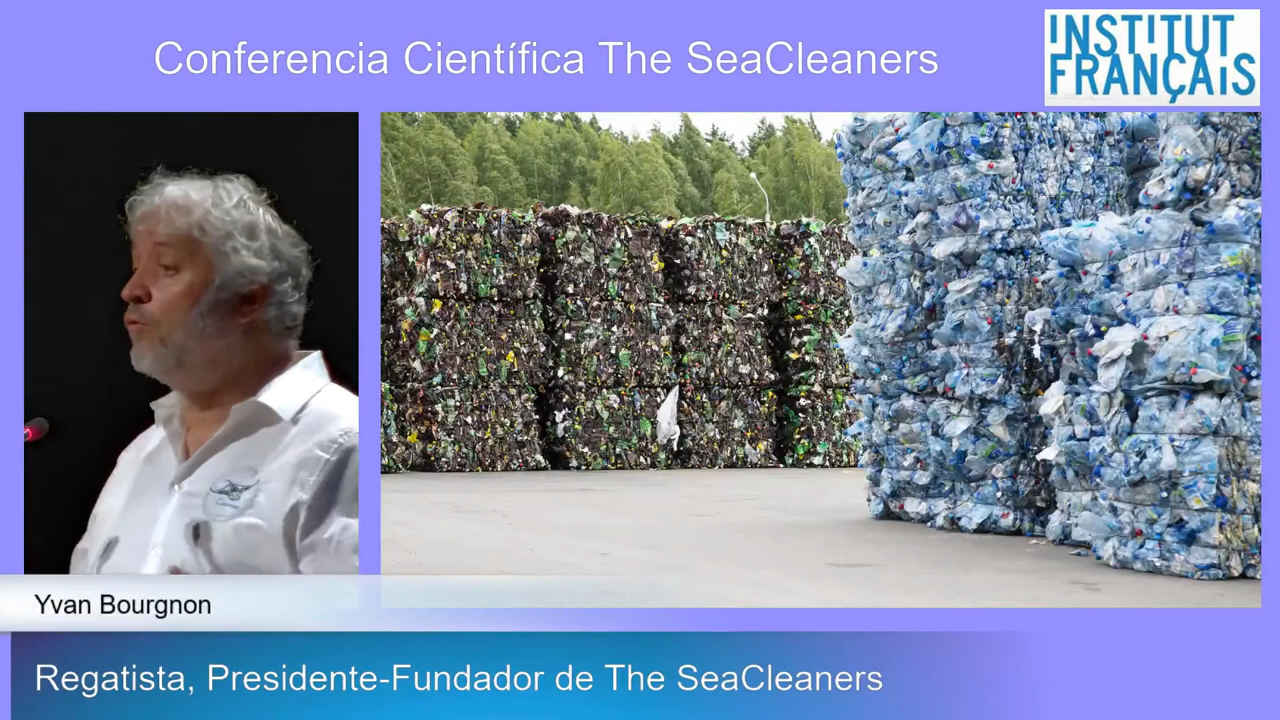 Conferencia Científica The SeaCleaners
INSTITUT
FRANÇAIS
Yvan Bourgnon
Regatista, Presidente-Fundador de The SeaCleaners